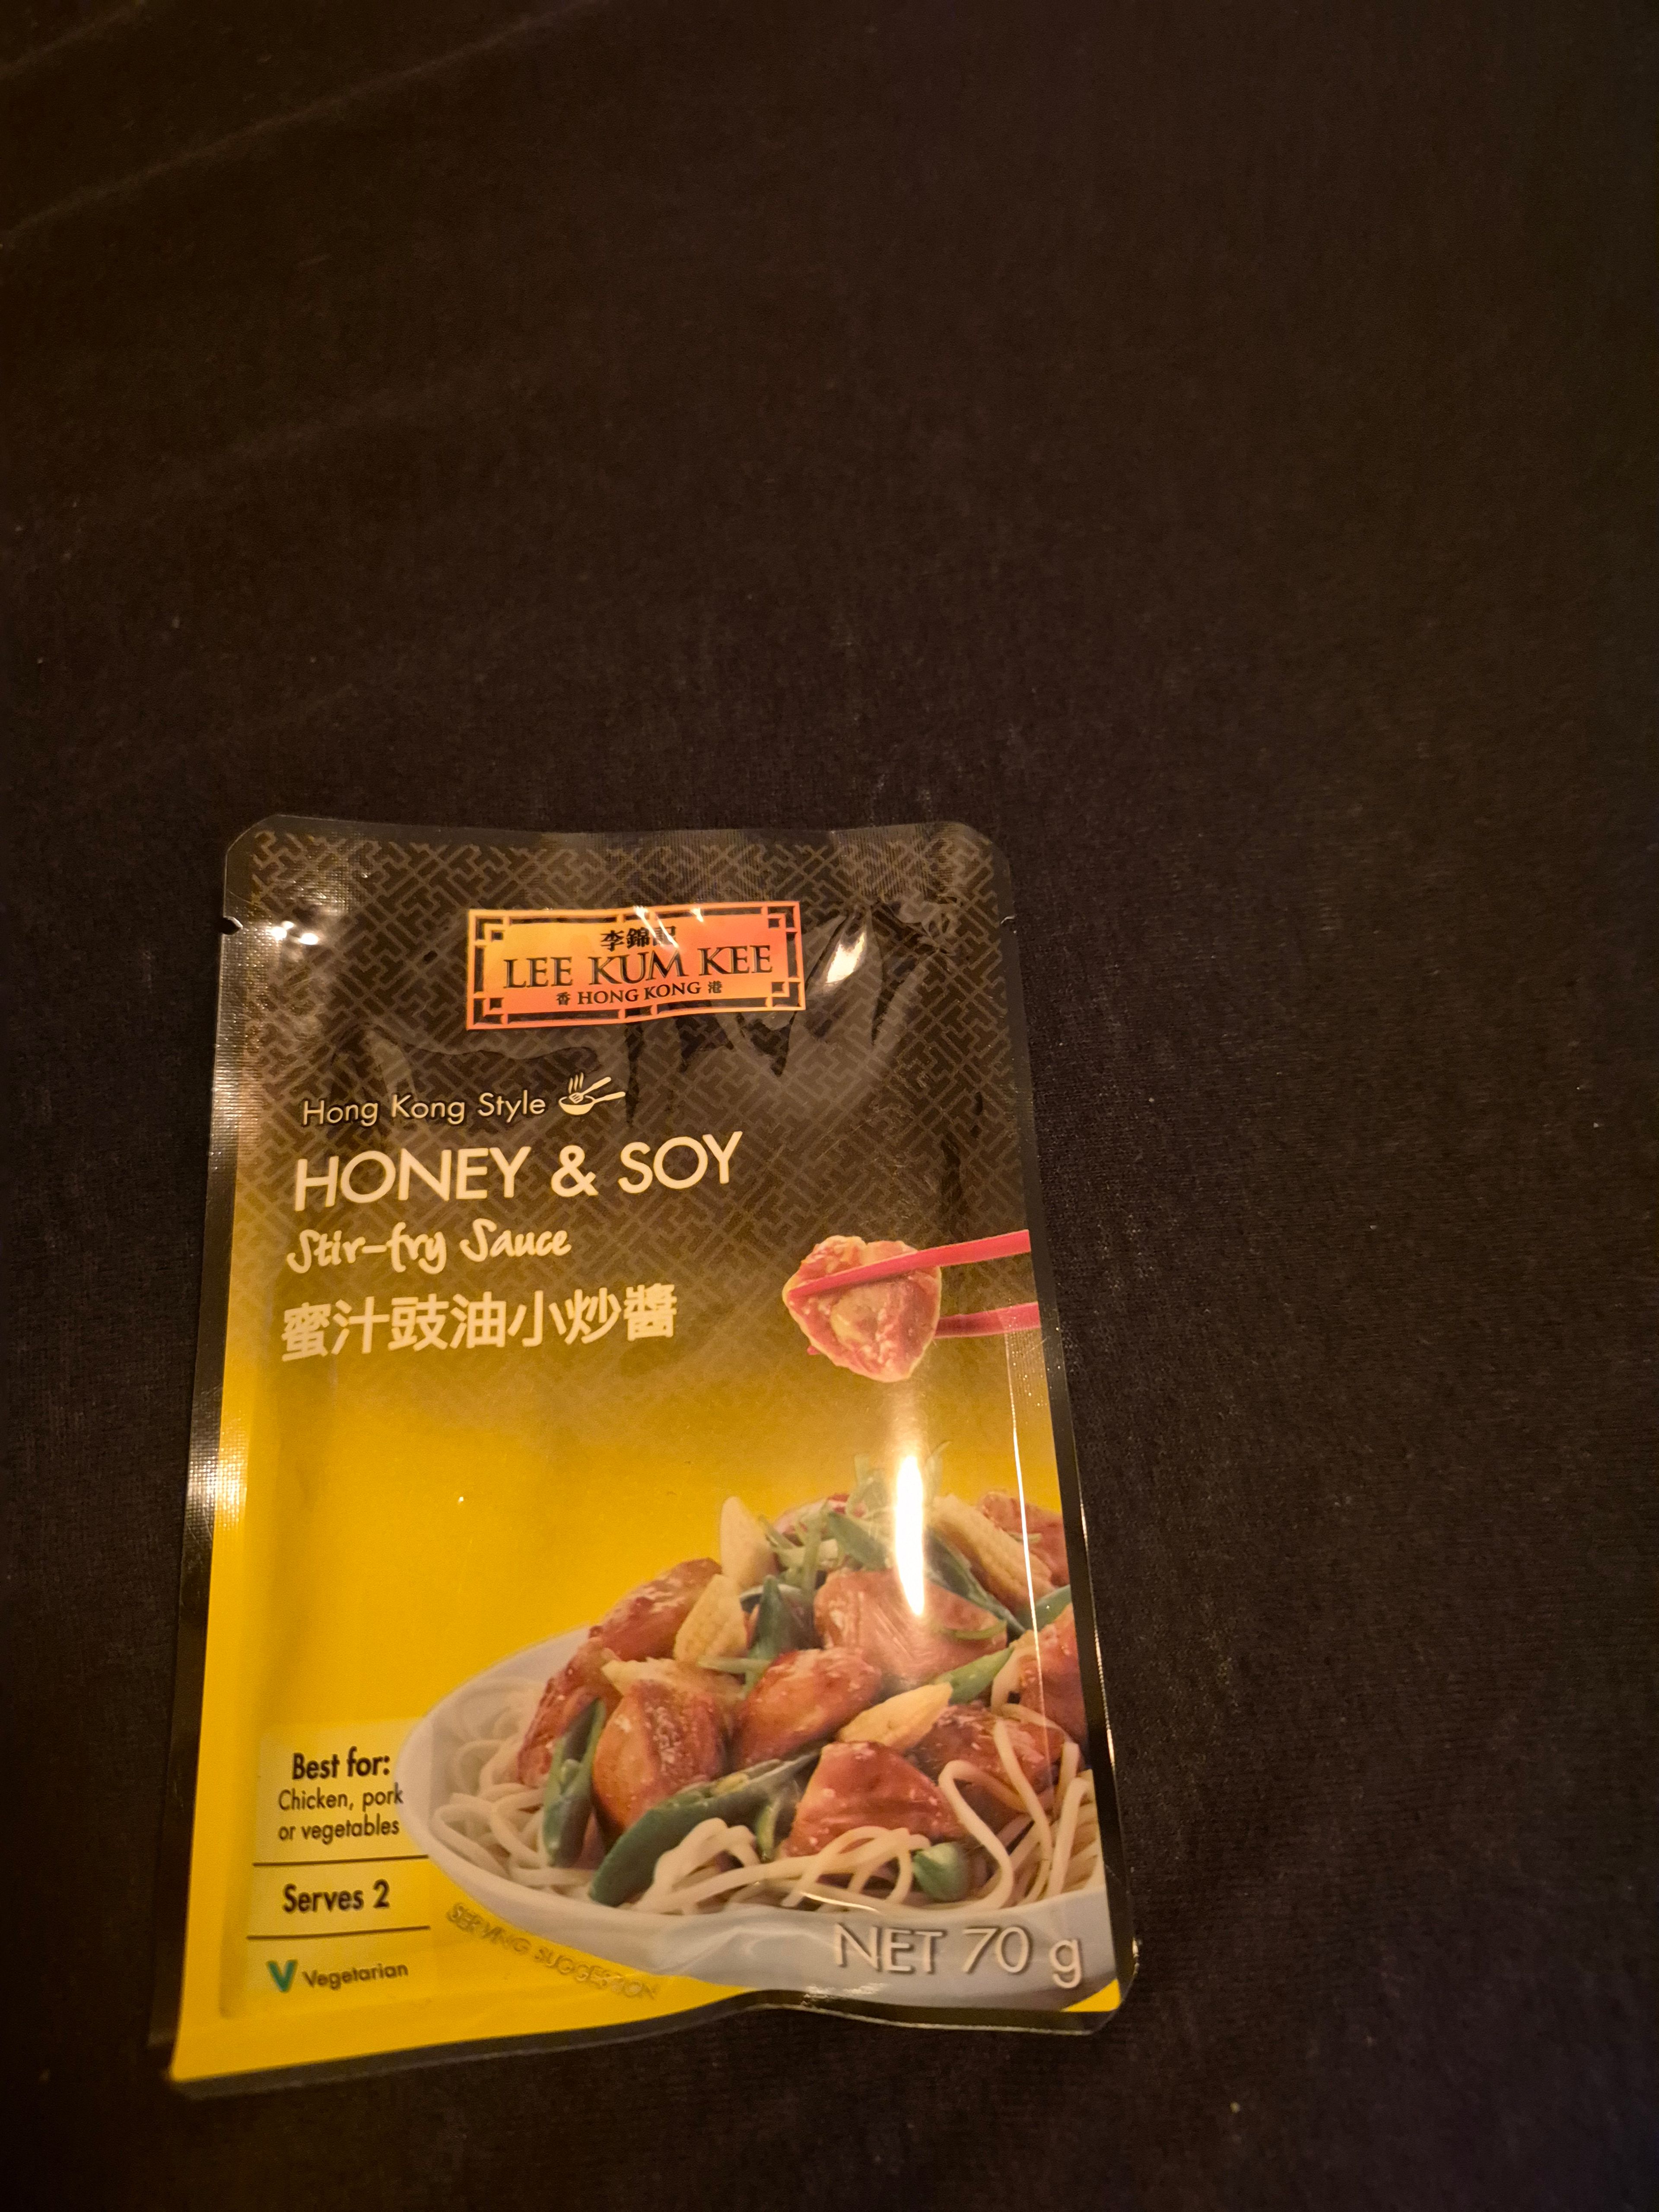 李錦記
LEE KUM KEE
香 HONG KONG 港
Hong Kong Style
HONEY & SOY
Stir-fry Sauce
蜜汁豉油小炒醬
Best for:
Chicken, pork
or vegetables
Serves 2
V Vegetarian
SERVING SUGGESTION
NET 70 g